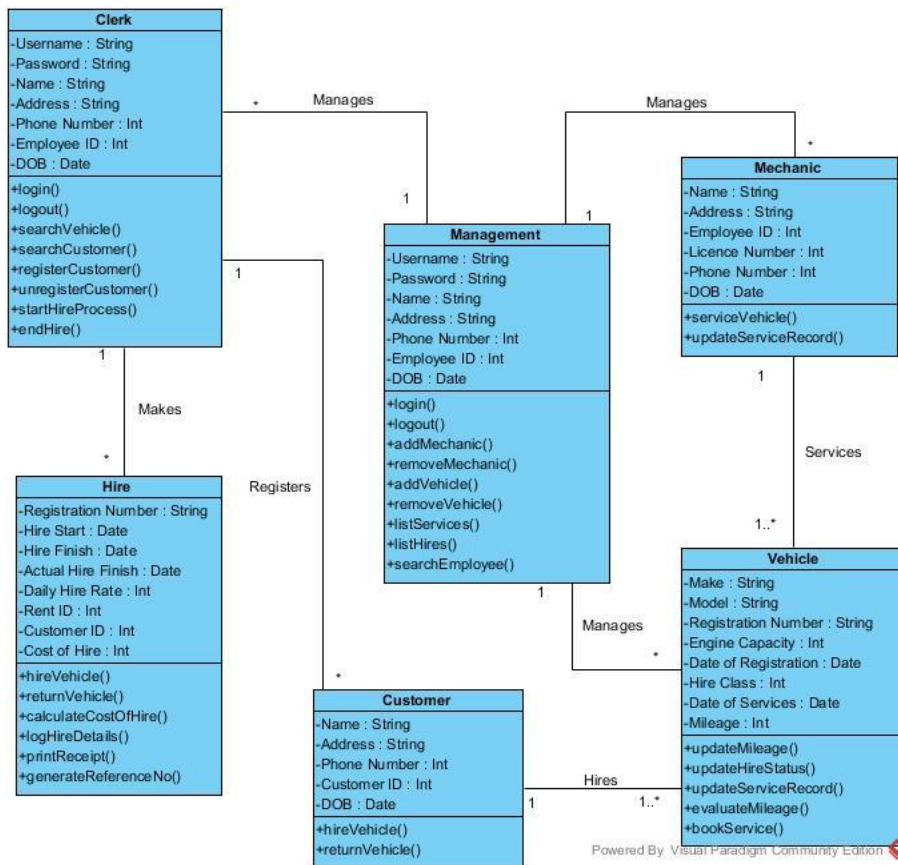 Clerk
-Username : String
-Password : String
-Name : String
-Address : String
-Phone Number : Int
-Employee ID : Int
-DOB : Date
+login()
+logout()
+searchVehicle()
+searchCustomer()
+registerCustomer()
+unregisterCustomer()
+startHireProcess()
+endHire()
*
Manages
1
Manages
*
1
Mechanic
-Name : String
-Address : String
-Employee ID : Int
-Licence Number : Int
-Phone Number : Int
-DOB : Date
+serviceVehicle()
+updateServiceRecord()
Management
-Username : String
-Password : String
-Name : String
-Address : String
-Phone Number : Int
-Employee ID : Int
-DOB : Date
+login()
+logout()
+addMechanic()
+removeMechanic()
+addVehicle()
+removeVehicle()
+listServices()
+listHires()
+searchEmployee()
1
Makes
*
1
Registers
*
1
Services
1..*
Hire
-Registration Number : String
-Hire Start : Date
-Hire Finish : Date
-Actual Hire Finish : Date
-Daily Hire Rate : Int
-Rent ID : Int
-Customer ID : Int
-Cost of Hire : Int
+hireVehicle()
+returnVehicle()
+calculateCostOfHire()
+logHireDetails()
+printReceipt()
+generateReferenceNo()
1
Manages
*
Vehicle
-Make : String
-Model : String
-Registration Number : String
-Engine Capacity : Int
-Date of Registration : Date
-Hire Class : Int
-Date of Services : Date
-Mileage : Int
+updateMileage()
+updateHireStatus()
+updateServiceRecord()
+evaluateMileage()
+bookService()
Customer
-Name : String
-Address : String
-Phone Number : Int
-Customer ID : Int
-DOB : Date
+hireVehicle()
+returnVehicle()
Hires
1
1..*
Powered By Visual Paradigm Community Edition